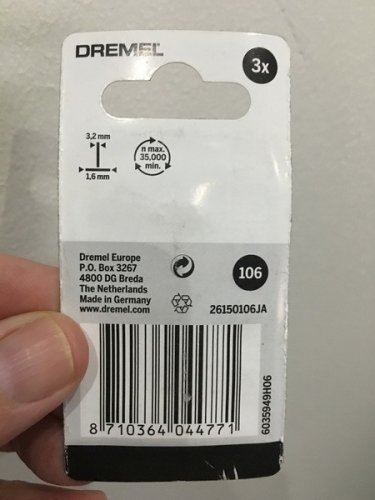 DREMEL
3x
3,2 mm
1,6 mm
n max.
35,000
min.
Dremel Europe
P.O. Box 3267
4800 DG Breda
The Netherlands
Made in Germany
www.dremel.com
106
26150106JA
8 710364 044771
6035949H06